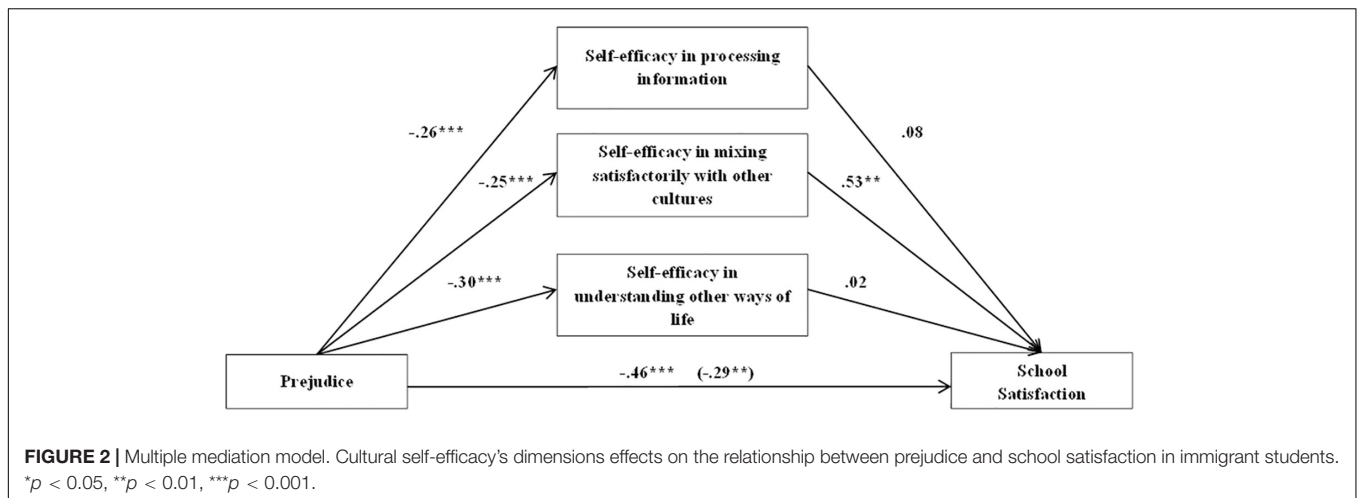 Self-efficacy in processing
information
-.26***
.08
Self-efficacy in mixing
satisfactorily with other
cultures
-.25***
.53**
Self-efficacy in
understanding other ways of
life
-.30***
.02
Prejudice
-.46*** (-.29**)
School
Satisfaction
FIGURE 2 | Multiple mediation model. Cultural self-efficacy's dimensions effects on the relationship between prejudice and school satisfaction in immigrant students.
*p < 0.05, **p < 0.01, ***p < 0.001.